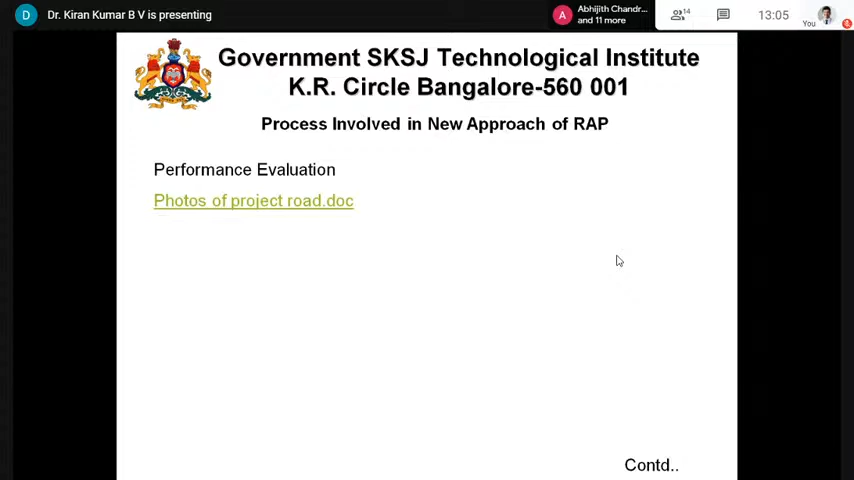 D Dr. Kiran Kumar B V is presenting
A Abhijith Chandr...
and 11 more
14
13:05
You
Government SKSJ Technological Institute
K.R. Circle Bangalore-560 001
Process Involved in New Approach of RAP
Performance Evaluation
Photos of project road.doc
Contd..